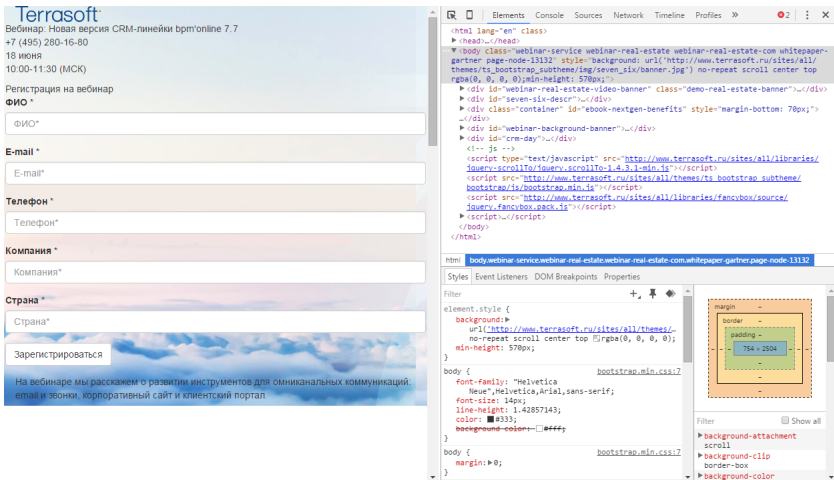 Terrasoft
Вебинар: Новая версия CRM-линейки bpm'online 7.7
+7 (495) 280-16-80
18 июня
10:00-11:30 (МСК)
Регистрация на вебинар
ФИО *
ФИО*
E-mail *
E-mail*
Телефон *
Телефон*
Компания *
Компания*
Страна *
Страна*
Зарегистрироваться
На вебинаре мы расскажем о развитии инструментов для омниканальных коммуникаций:
email и звонки, корпоративный сайт и клиентский портал.
Elements Console Sources Network Timeline Profiles » 2
<html lang="en" class>
<head>…</head>
<body class="webinar-service webinar-real-estate webinar-real-estate-com whitepaper-
gartner page-node-13132" style="background: url('http://www.terrasoft.ru/sites/all/
themes/ts_bootstrap_subtheme/img/seven_six/banner.jpg') no-repeat scroll center top
rgba(0, 0, 0, 0);min-height: 570px;">
<div id="webinar-real-estate-video-banner" class="demo-real-estate-banner">…</div>
<div id="seven-six-descr">…</div>
<div class="container" id="ebook-nextgen-benefits" style="margin-bottom: 70px;">
…</div>
<div id="webinar-background-banner">…</div>
<div id="crm-day">…</div>
<!-- js -->
<script type="text/javascript" src="http://www.terrasoft.ru/sites/all/libraries/
jquery-scrollTo/jquery.scrollTo-1.4.3.1-min.js"></script>
<script src="http://www.terrasoft.ru/sites/all/themes/ts_bootstrap_subtheme/
bootstrap/js/bootstrap.min.js"></script>
<script src="http://www.terrasoft.ru/sites/all/libraries/fancybox/source/
jquery.fancybox.pack.js"></script>
<script>…</script>
</body>
</html>
html body.webinar-service.webinar-real-estate.webinar-real-estate-com.whitepaper-gartner.page-node-13132
Styles Event Listeners DOM Breakpoints Properties
Filter
element.style {
background:
url('http://www.terrasoft.ru/sites/all/themes/…
no-repeat scroll center top rgba(0, 0, 0, 0);
min-height: 570px;
}
body { bootstrap.min.css:7
font-family: "Helvetica
Neue",Helvetica,Arial,sans-serif;
font-size: 14px;
line-height: 1.42857143;
color: #333;
background-color: #fff;
}
body { bootstrap.min.css:7
margin: 0;
}
margin –
border –
padding –
754 × 2504
Filter Show all
background-attachment
scroll
background-clip
border-box
background-color